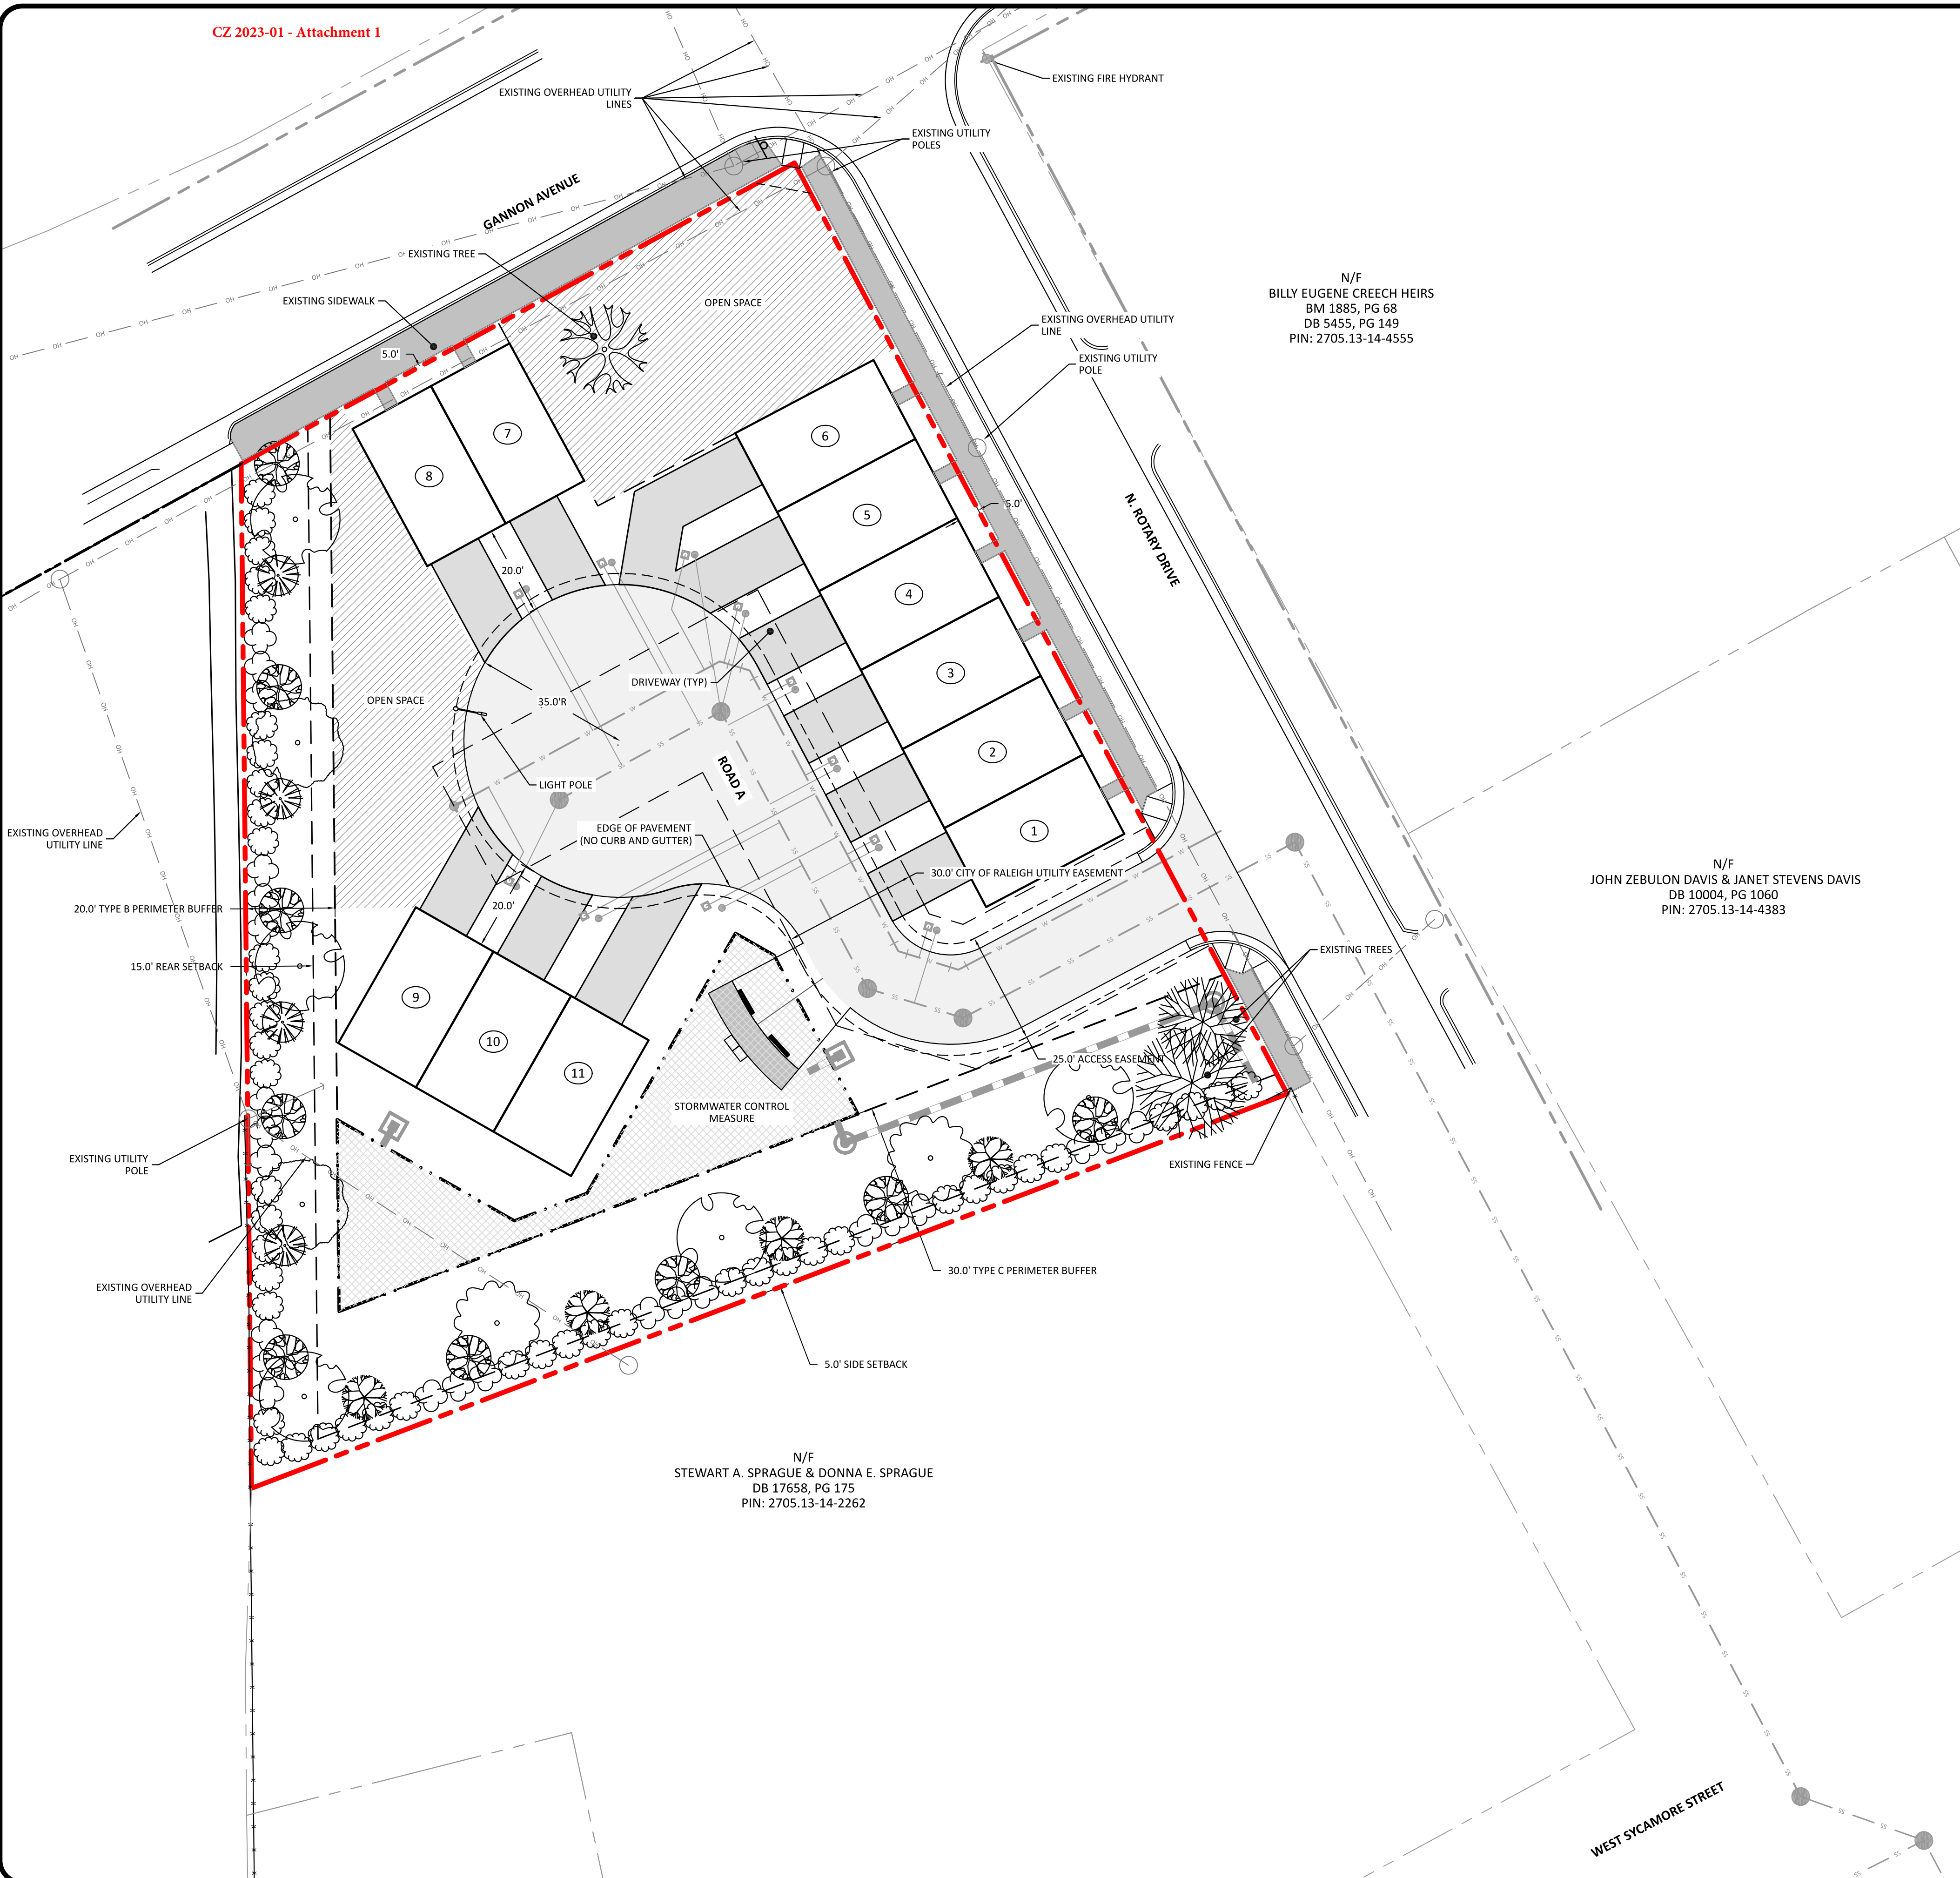 CZ 2023-01 - Attachment 1
EXISTING OVERHEAD UTILITY
LINES
EXISTING FIRE HYDRANT
EXISTING UTILITY
POLES
GANNON AVENUE
EXISTING TREE
EXISTING SIDEWALK
OPEN SPACE
5.0'
EXISTING OVERHEAD UTILITY
LINE
EXISTING UTILITY
POLE
N/F
BILLY EUGENE CREECH HEIRS
BM 1885, PG 68
DB 5455, PG 149
PIN: 2705.13-14-4555
7
8
6
5
5.0'
N. ROTARY DRIVE
20.0'
4
3
DRIVEWAY (TYP)
OPEN SPACE
35.0'R
2
ROAD A
LIGHT POLE
1
EDGE OF PAVEMENT
(NO CURB AND GUTTER)
EXISTING OVERHEAD
UTILITY LINE
30.0' CITY OF RALEIGH UTILITY EASEMENT
N/F
JOHN ZEBULON DAVIS & JANET STEVENS DAVIS
DB 10004, PG 1060
PIN: 2705.13-14-4383
20.0' TYPE B PERIMETER BUFFER
20.0'
15.0' REAR SETBACK
EXISTING TREES
9
10
11
25.0' ACCESS EASEMENT
STORMWATER CONTROL
MEASURE
EXISTING UTILITY
POLE
EXISTING FENCE
EXISTING OVERHEAD
UTILITY LINE
30.0' TYPE C PERIMETER BUFFER
5.0' SIDE SETBACK
N/F
STEWART A. SPRAGUE & DONNA E. SPRAGUE
DB 17658, PG 175
PIN: 2705.13-14-2262
WEST SYCAMORE STREET